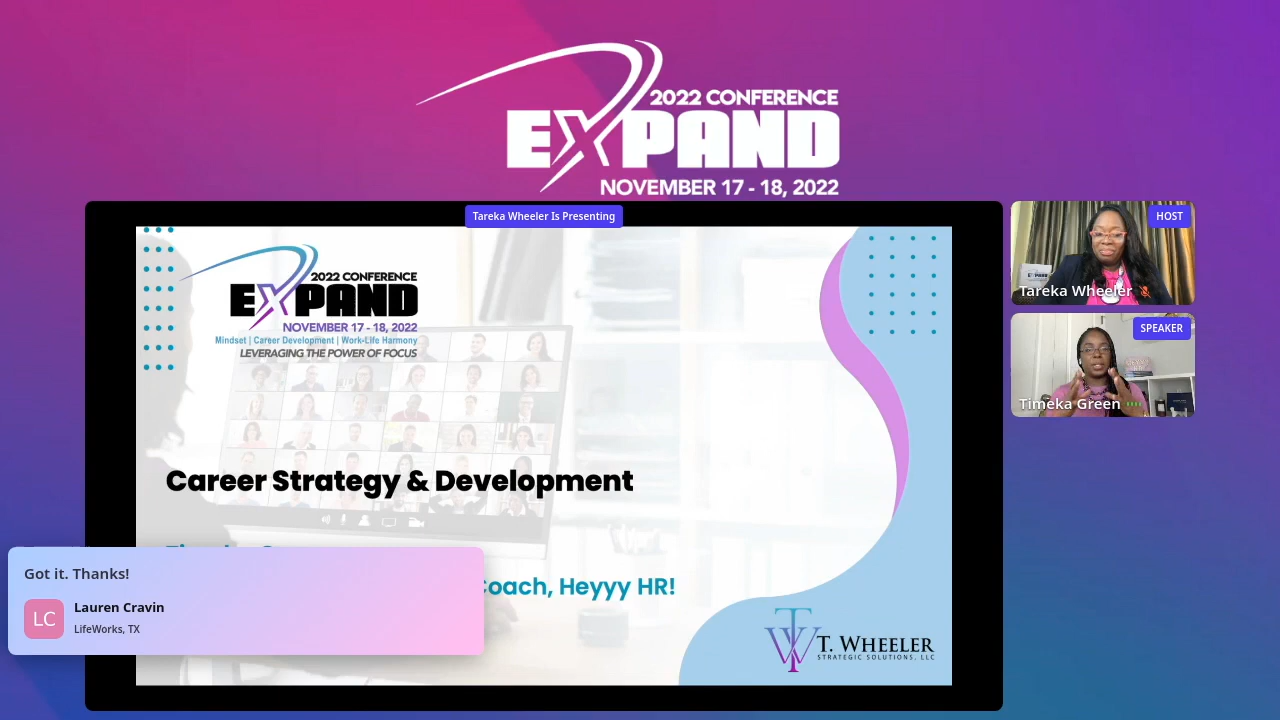 2022 CONFERENCE
EXPAND
NOVEMBER 17 - 18, 2022
Tareka Wheeler Is Presenting
2022 CONFERENCE
EXPAND
NOVEMBER 17 - 18, 2022
Mindset | Career Development | Work-Life Harmony
LEVERAGING THE POWER OF FOCUS
Career Strategy & Development
Coach, Heyyy HR!
TW
T. WHEELER
STRATEGIC SOLUTIONS, LLC
HOST
Tareka Wheeler
SPEAKER
Timeka Green
Got it. Thanks!
LC
Lauren Cravin
LifeWorks, TX